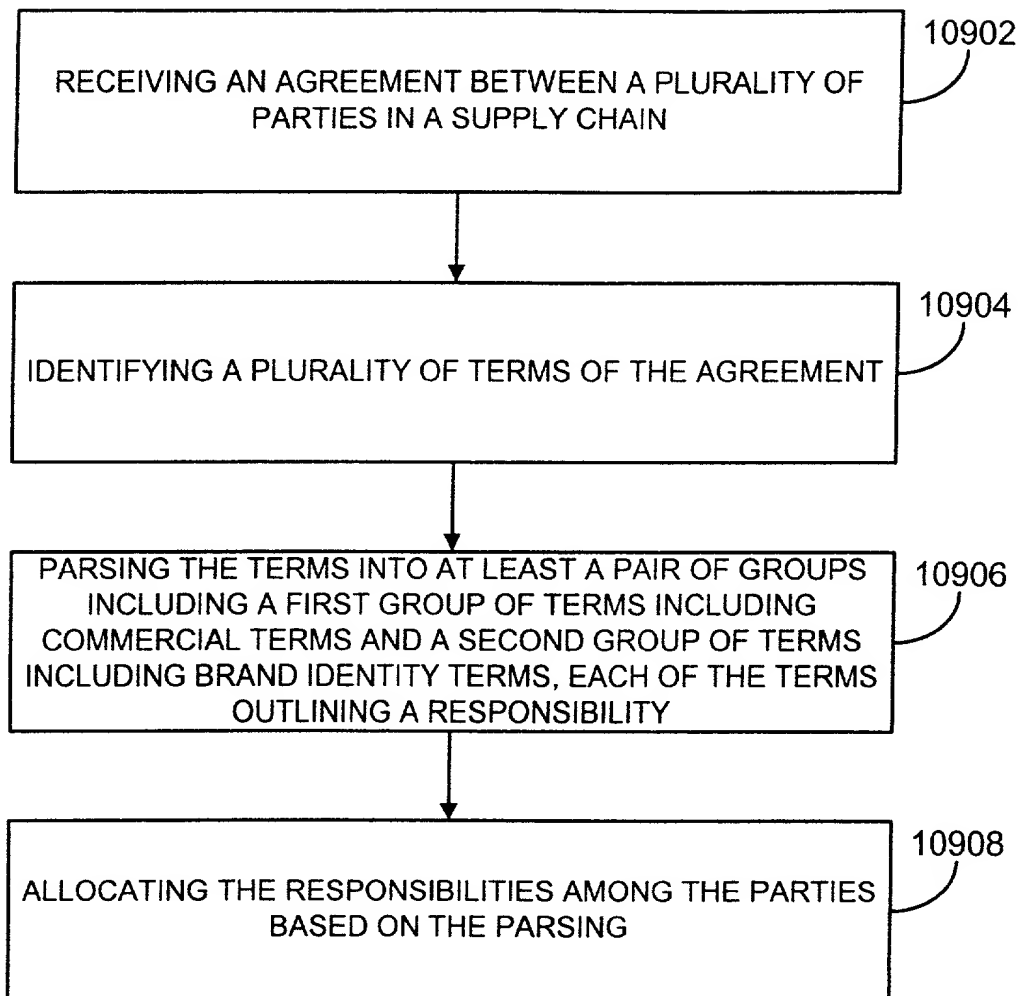 10902
RECEIVING AN AGREEMENT BETWEEN A PLURALITY OF
PARTIES IN A SUPPLY CHAIN
10904
IDENTIFYING A PLURALITY OF TERMS OF THE AGREEMENT
10906
PARSING THE TERMS INTO AT LEAST A PAIR OF GROUPS
INCLUDING A FIRST GROUP OF TERMS INCLUDING
COMMERCIAL TERMS AND A SECOND GROUP OF TERMS
INCLUDING BRAND IDENTITY TERMS, EACH OF THE TERMS
OUTLINING A RESPONSIBILITY
10908
ALLOCATING THE RESPONSIBILITIES AMONG THE PARTIES
BASED ON THE PARSING